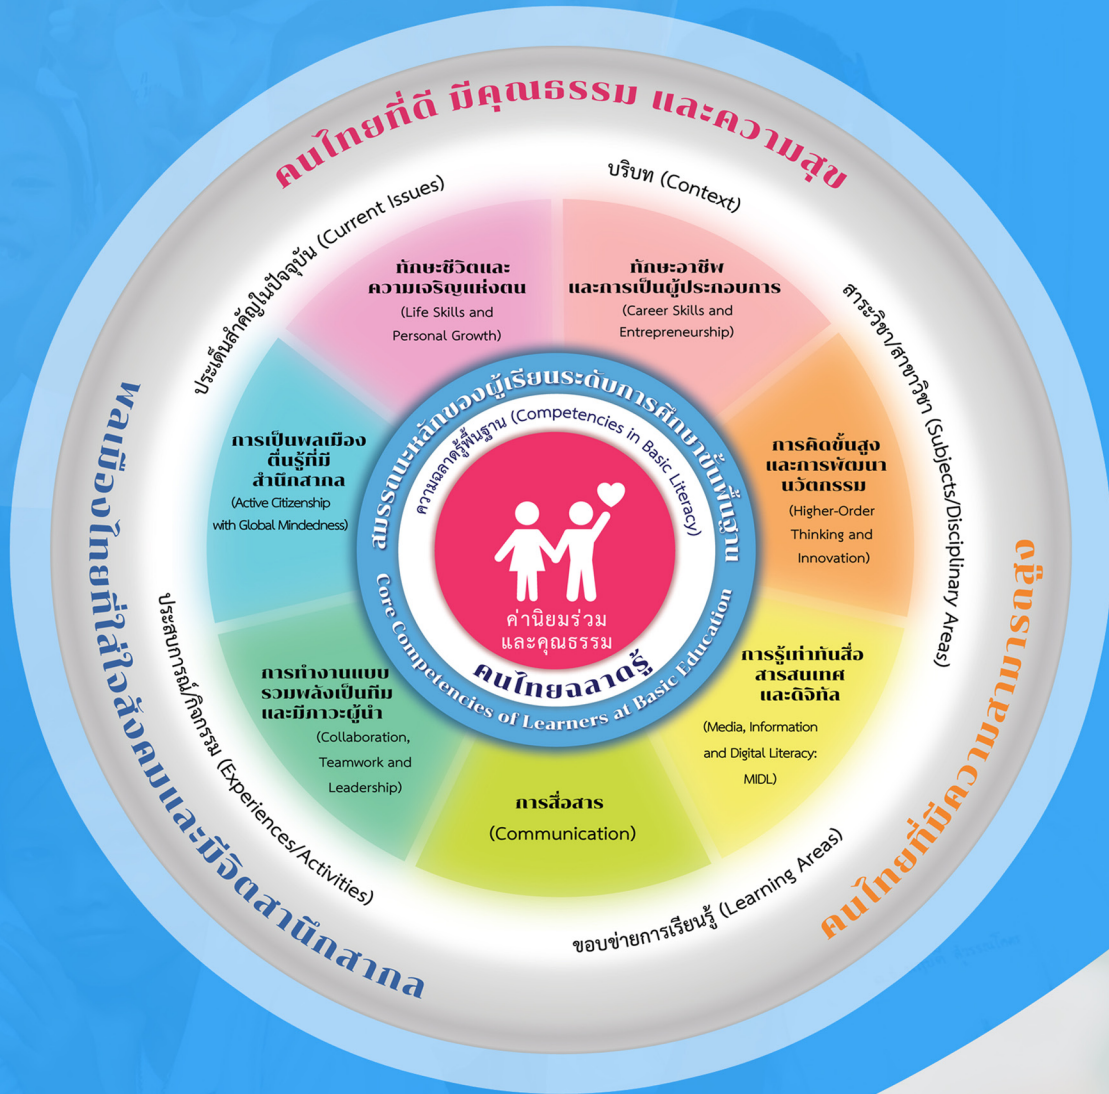 คนไทยที่ดี มีคุณธรรม และความสุข
ประเด็นสำคัญในปัจจุบัน (Current Issues)
บริบท (Context)
สาระวิชา/สาขาวิชา (Subjects/Disciplinary Areas)
ทักษะชีวิตและ
ความเจริญแห่งตน
(Life Skills and
Personal Growth)
ทักษะอาชีพ
และการเป็นผู้ประกอบการ
(Career Skills and
Entrepreneurship)
การเป็นพลเมือง
ตื่นรู้ที่มี
สำนึกสากล
(Active Citizenship
with Global Mindedness)
การคิดขั้นสูง
และการพัฒนา
นวัตกรรม
(Higher-Order
Thinking and
Innovation)
สมรรถนะหลักของผู้เรียนระดับการศึกษาขั้นพื้นฐาน
ความฉลาดรู้พื้นฐาน (Competencies in Basic Literacy)
ค่านิยมร่วม
และคุณธรรม
คนไทยฉลาดรู้
Core Competencies of Learners at Basic Education
การทำงานแบบ
รวมพลังเป็นทีม
และมีภาวะผู้นำ
(Collaboration,
Teamwork and
Leadership)
การรู้เท่าทันสื่อ
สารสนเทศ
และดิจิทัล
(Media, Information
and Digital Literacy:
MIDL)
การสื่อสาร
(Communication)
ประสบการณ์/กิจกรรม (Experiences/Activities)
ขอบข่ายการเรียนรู้ (Learning Areas)
พลเมืองไทยที่ใส่ใจสังคมและมีจิตสำนึกสากล
คนไทยที่มีความสามารถสูง